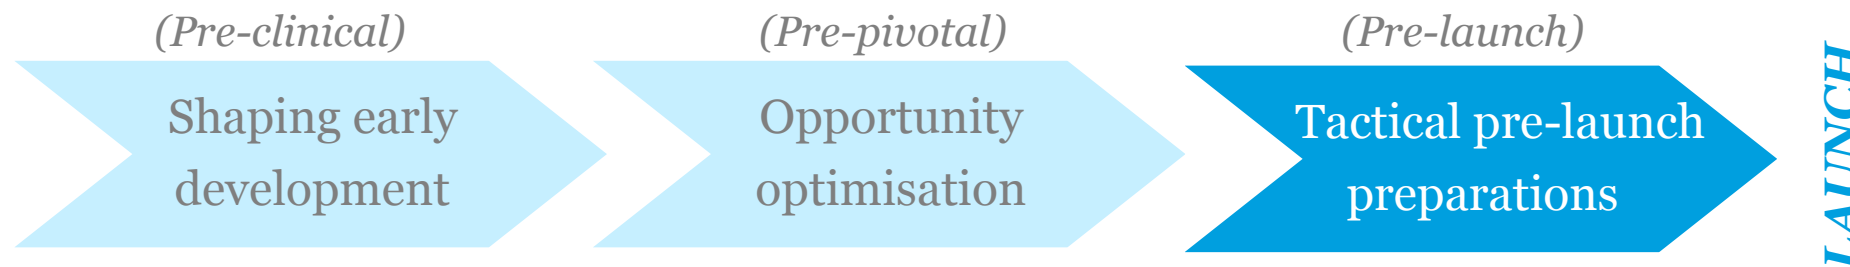 (Pre-clinical)
Shaping early
development
(Pre-pivotal)
Opportunity
optimisation
(Pre-launch)
Tactical pre-launch
preparations
LAUNCH